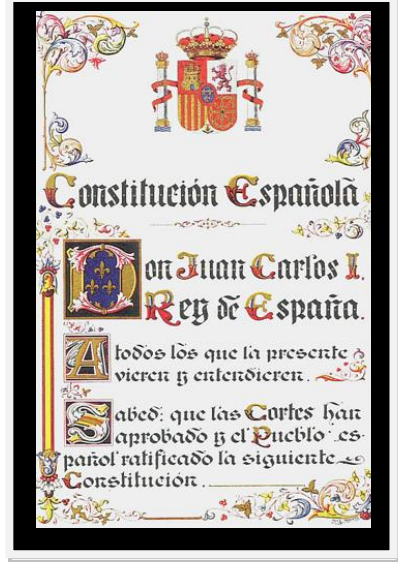 Constitución Española
Don Juan Carlos I.
Rey de España.
A todos los que la presente
vieren y entendieren.
Sabed: que las Cortes han
aprobado y el Pueblo es-
pañol ratificado la siguiente
Constitución.